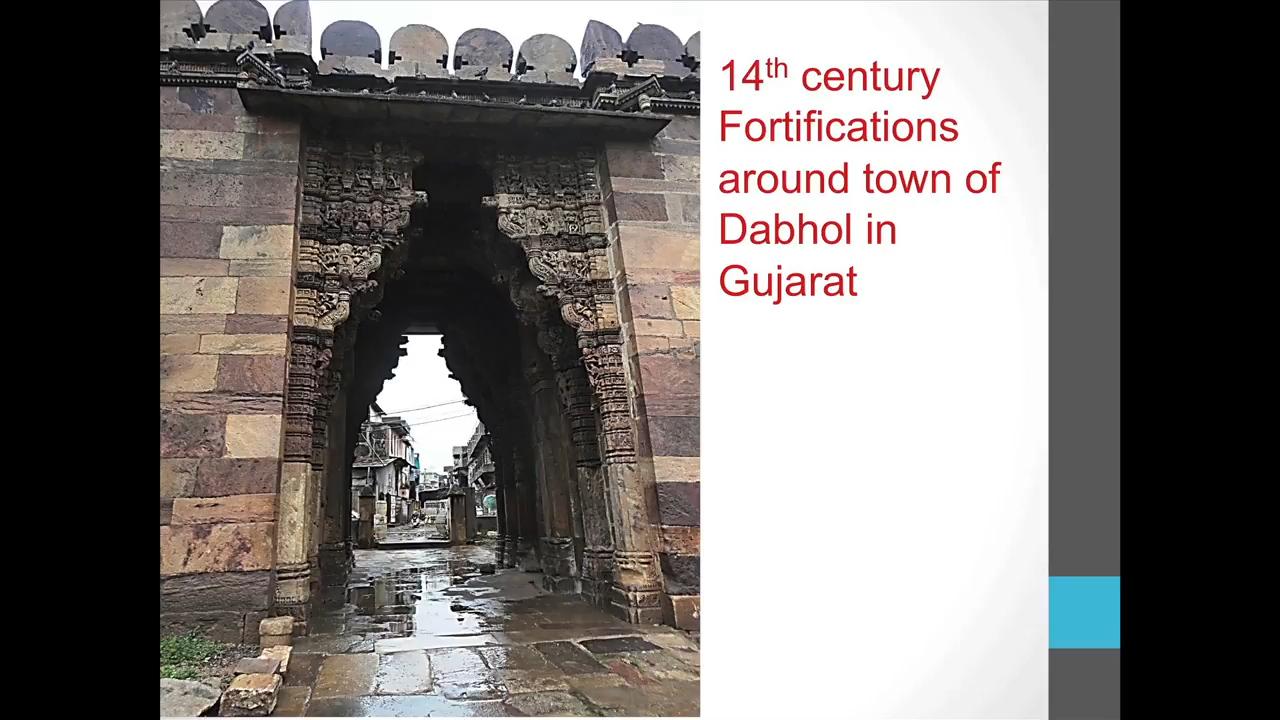 14th century
Fortifications
around town of
Dabhol in
Gujarat